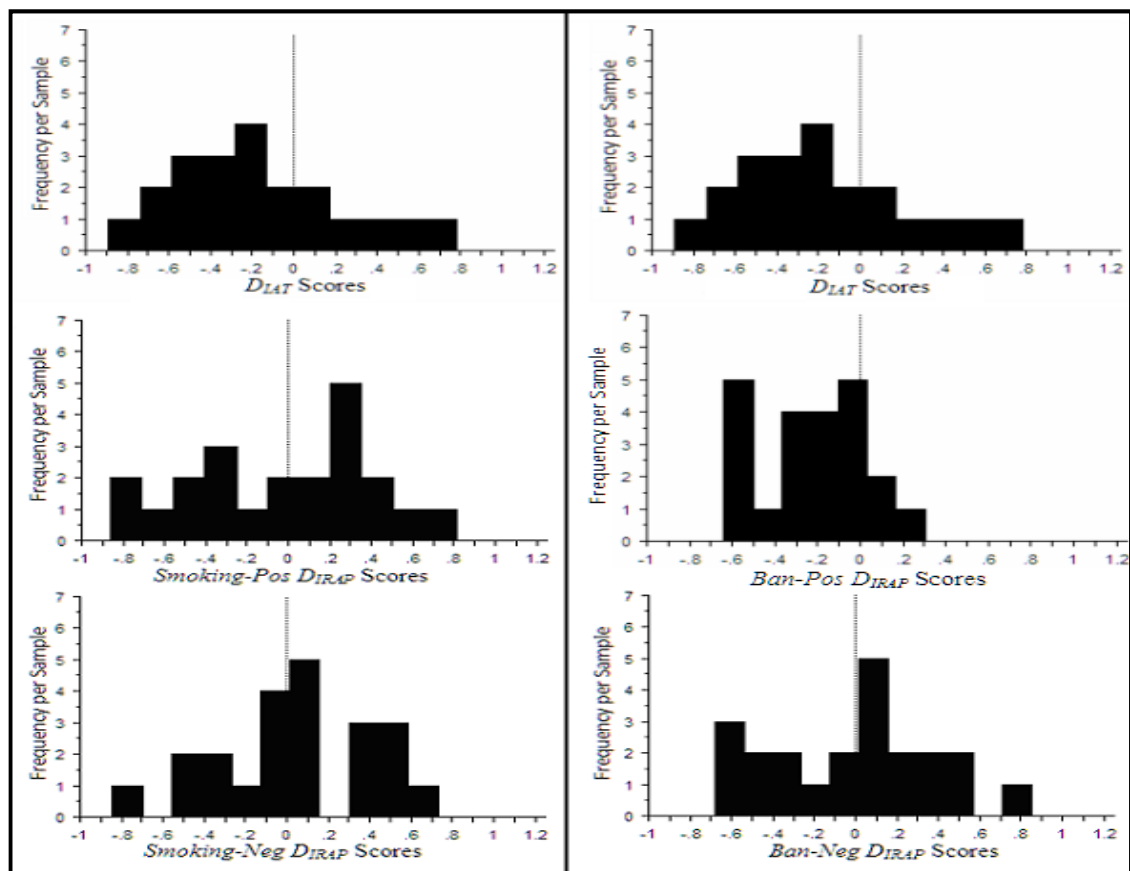 7
6
5
4
3
2
1
0
Frequency per Sample
-1 -.8 -.6 -.4 -.2 0 .2 .4 .6 .8 1 1.2
D_IAT Scores
7
6
5
4
3
2
1
0
Frequency per Sample
-1 -.8 -.6 -.4 -.2 0 .2 .4 .6 .8 1 1.2
D_IAT Scores
7
6
5
4
3
2
1
0
Frequency per Sample
-1 -.8 -.6 -.4 -.2 0 .2 .4 .6 .8 1 1.2
Smoking-Pos D_IRAP Scores
7
6
5
4
3
2
1
0
Frequency per Sample
-1 -.8 -.6 -.4 -.2 0 .2 .4 .6 .8 1 1.2
Ban-Pos D_IRAP Scores
7
6
5
4
3
2
1
0
Frequency per Sample
-1 -.8 -.6 -.4 -.2 0 .2 .4 .6 .8 1 1.2
Smoking-Neg D_IRAP Scores
7
6
5
4
3
2
1
0
Frequency per Sample
-1 -.8 -.6 -.4 -.2 0 .2 .4 .6 .8 1 1.2
Ban-Neg D_IRAP Scores